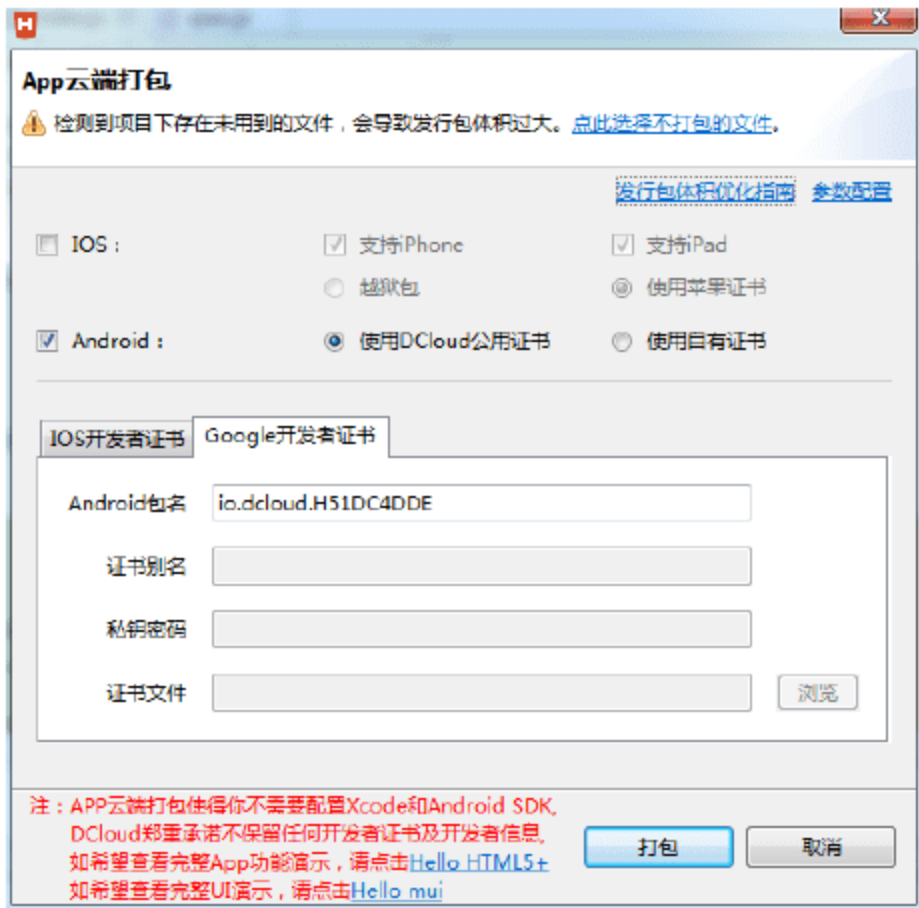 App云端打包
检测到项目下存在未用到的文件，会导致发行包体积过大。点此选择不打包的文件。
发行包体积优化指南 参数配置
IOS： 支持iPhone 支持iPad
越狱包 使用苹果证书
Android： 使用DCloud公用证书 使用自有证书
IOS开发者证书 Google开发者证书
Android包名 io.dcloud.H51DC4DDE
证书别名
私钥密码
证书文件 浏览
注：APP云端打包使得你不需要配置Xcode和Android SDK,
DCloud郑重承诺不保留任何开发者证书及开发者信息,
如希望查看完整App功能演示，请点击Hello HTML5+
如希望查看完整UI演示，请点击Hello mui
打包 取消